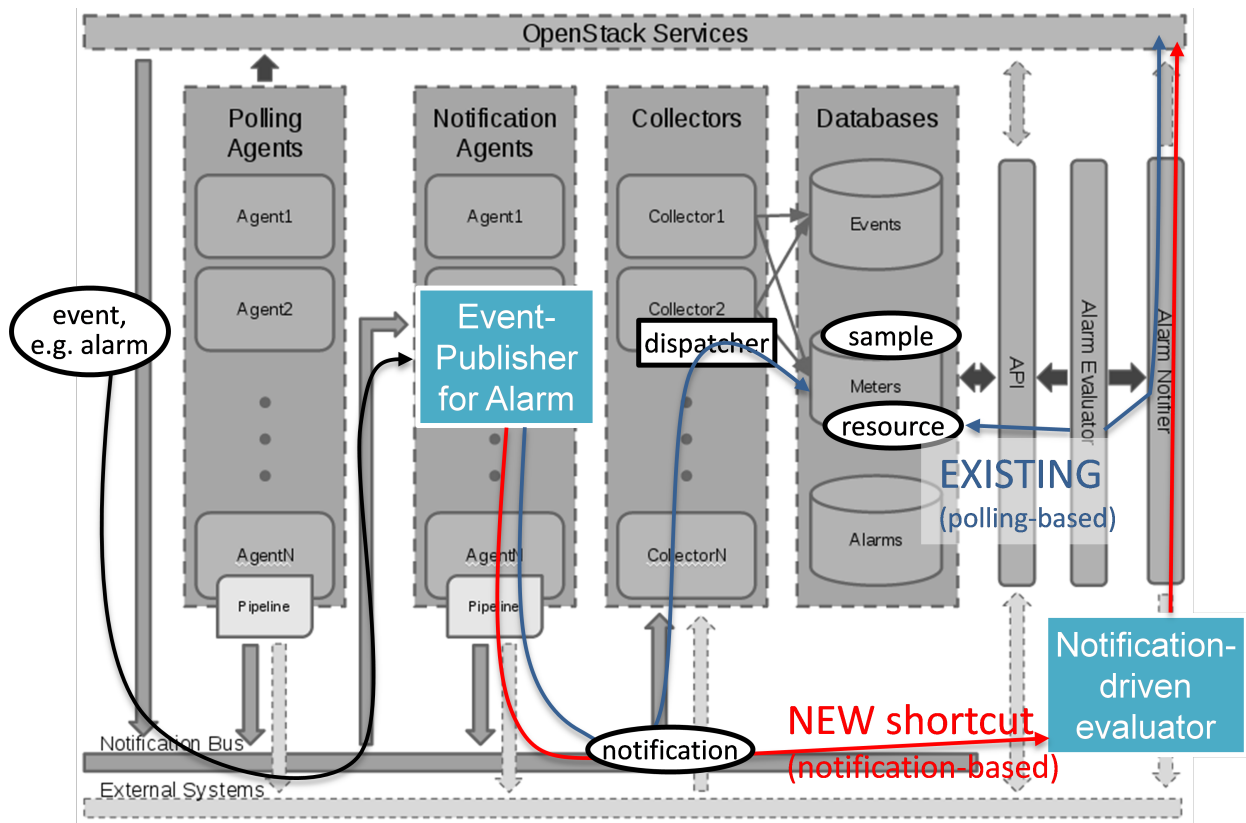 OpenStack Services
Polling
Agents
Agent1
Agent2
AgentN
Pipeline
Notification
Agents
Agent1
AgentN
Pipeline
Collectors
Collector1
Collector2
CollectorN
Databases
Events
Meters
Alarms
API
Alarm Evaluator
Alarm Notifier
event,
e.g. alarm
Event-
Publisher
for Alarm
dispatcher
sample
resource
EXISTING
(polling-based)
Notification-
driven
evaluator
NEW shortcut
(notification-based)
notification
Notification Bus
External Systems